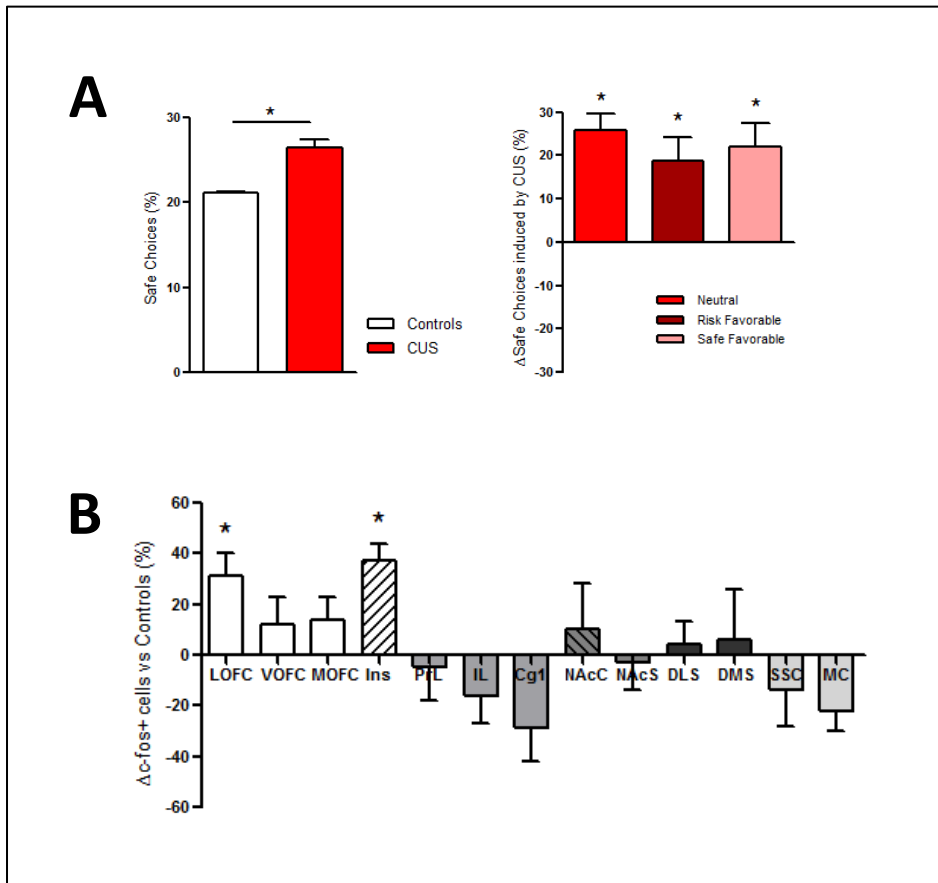 A
*
30
20
10
0
Safe Choices (%)
Controls
CUS
* * *
30
20
10
0
-10
-20
-30
ΔSafe Choices induced by CUS (%)
Neutral
Risk Favorable
Safe Favorable
B
* *
60
40
20
0
-20
-40
-60
Δc-fos+ cells vs Controls (%)
LOFC VOFC MOFC Ins PrL IL Cg1 NAcC NAcS DLS DMS SSC MC